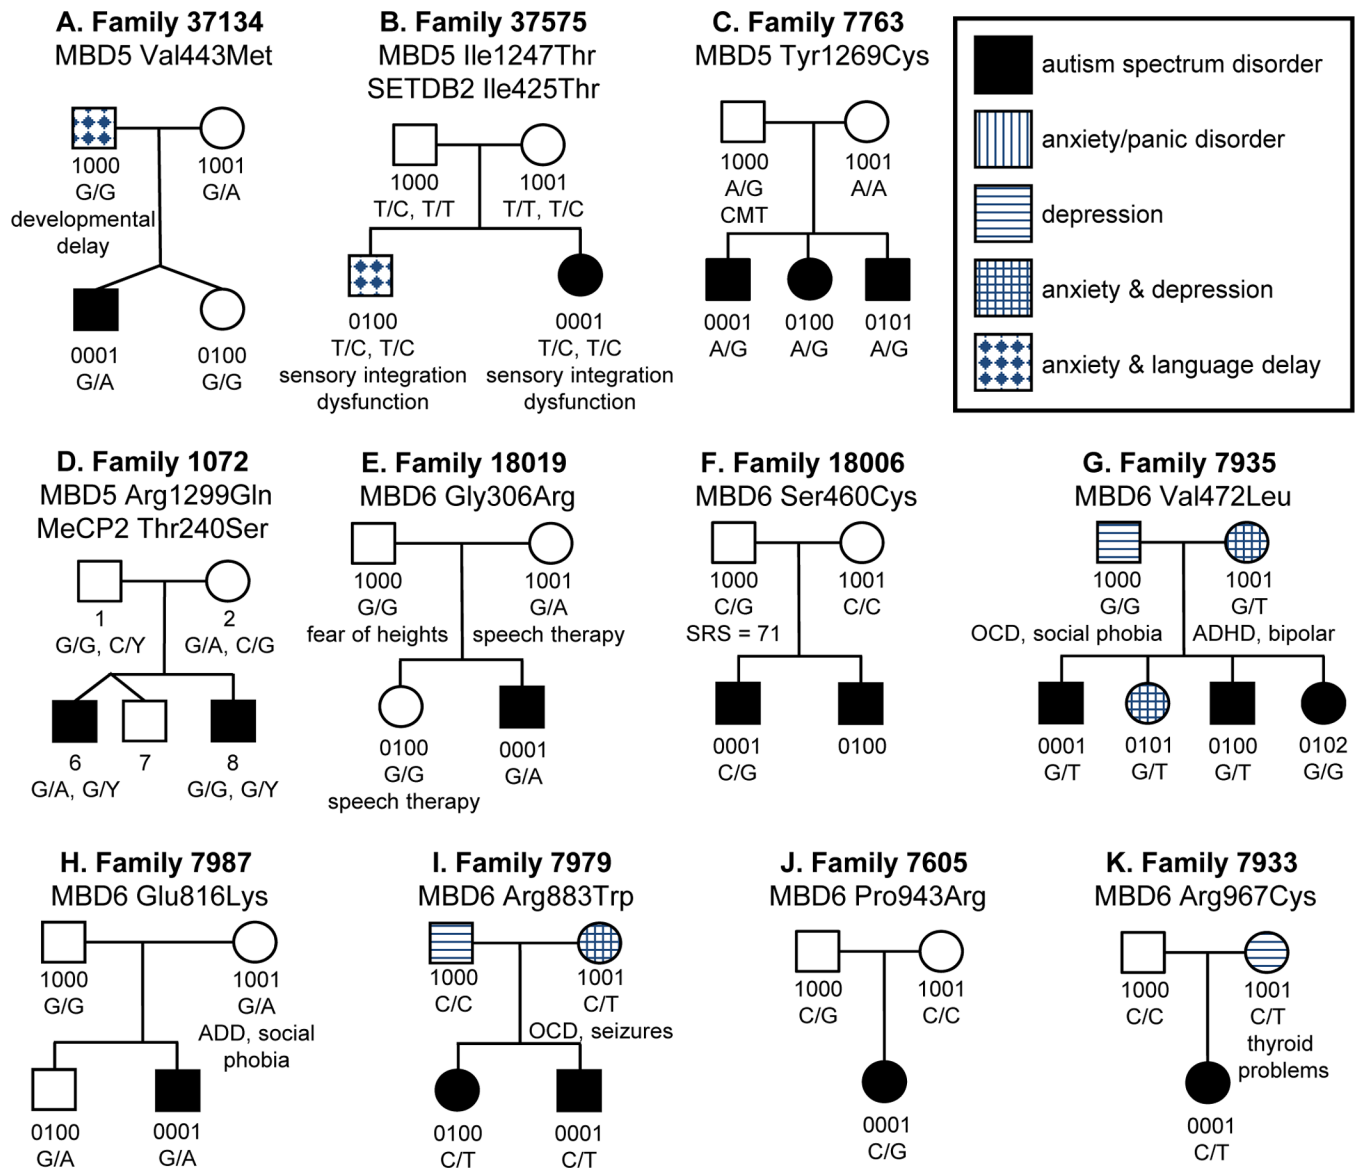 A. Family 37134
MBD5 Val443Met
1000
G/G
developmental
delay
1001
G/A
0001
G/A
0100
G/G
B. Family 37575
MBD5 Ile1247Thr
SETDB2 Ile425Thr
1000
T/C, T/T
1001
T/T, T/C
0100
T/C, T/C
sensory integration
dysfunction
0001
T/C, T/C
sensory integration
dysfunction
C. Family 7763
MBD5 Tyr1269Cys
1000
A/G
CMT
1001
A/A
0001
A/G
0100
A/G
0101
A/G
autism spectrum disorder
anxiety/panic disorder
depression
anxiety & depression
anxiety & language delay
D. Family 1072
MBD5 Arg1299Gln
MeCP2 Thr240Ser
1
G/G, C/Y
2
G/A, C/G
6
G/A, G/Y
7
8
G/G, G/Y
E. Family 18019
MBD6 Gly306Arg
1000
G/G
fear of heights
1001
G/A
speech therapy
0100
G/G
speech therapy
0001
G/A
F. Family 18006
MBD6 Ser460Cys
1000
C/G
SRS = 71
1001
C/C
0001
C/G
0100
G. Family 7935
MBD6 Val472Leu
1000
G/G
OCD, social phobia
1001
G/T
ADHD, bipolar
0001
G/T
0101
G/T
0100
G/T
0102
G/G
H. Family 7987
MBD6 Glu816Lys
1000
G/G
1001
G/A
ADD, social
phobia
0100
G/A
0001
G/A
I. Family 7979
MBD6 Arg883Trp
1000
C/C
1001
C/T
OCD, seizures
0100
C/T
0001
C/T
J. Family 7605
MBD6 Pro943Arg
1000
C/G
1001
C/C
0001
C/G
K. Family 7933
MBD6 Arg967Cys
1000
C/C
1001
C/T
thyroid
problems
0001
C/T